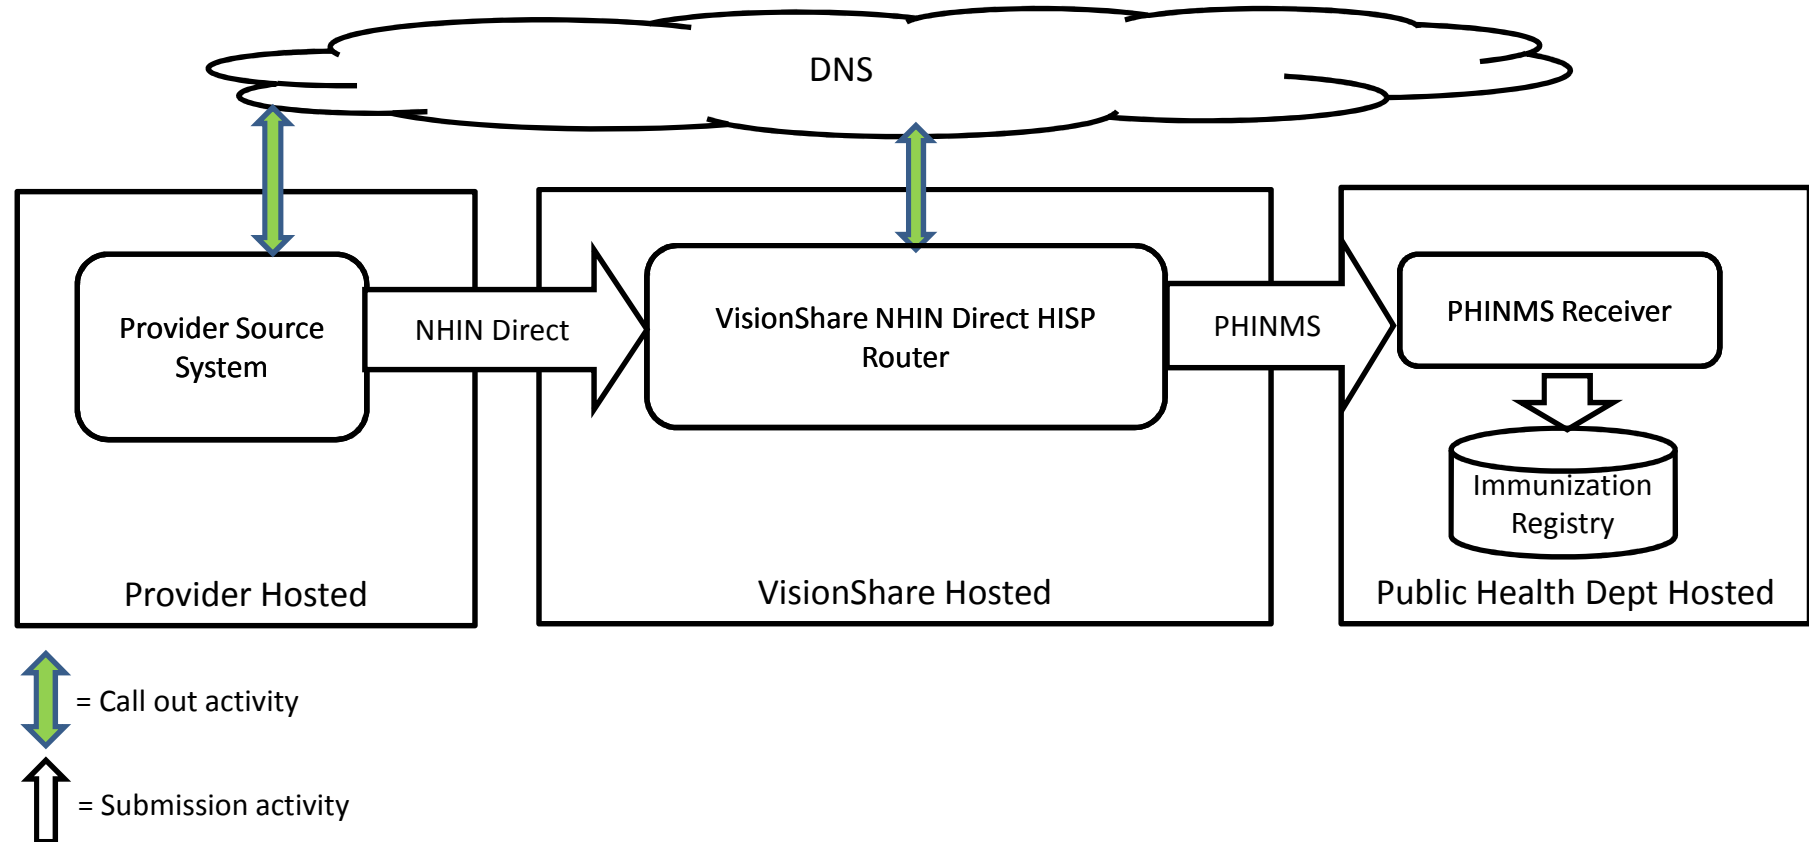 DNS
Provider Source
System
NHIN Direct
VisionShare NHIN Direct HISP
Router
PHINMS
PHINMS Receiver
Immunization
Registry
Provider Hosted
VisionShare Hosted
Public Health Dept Hosted
= Call out activity
= Submission activity